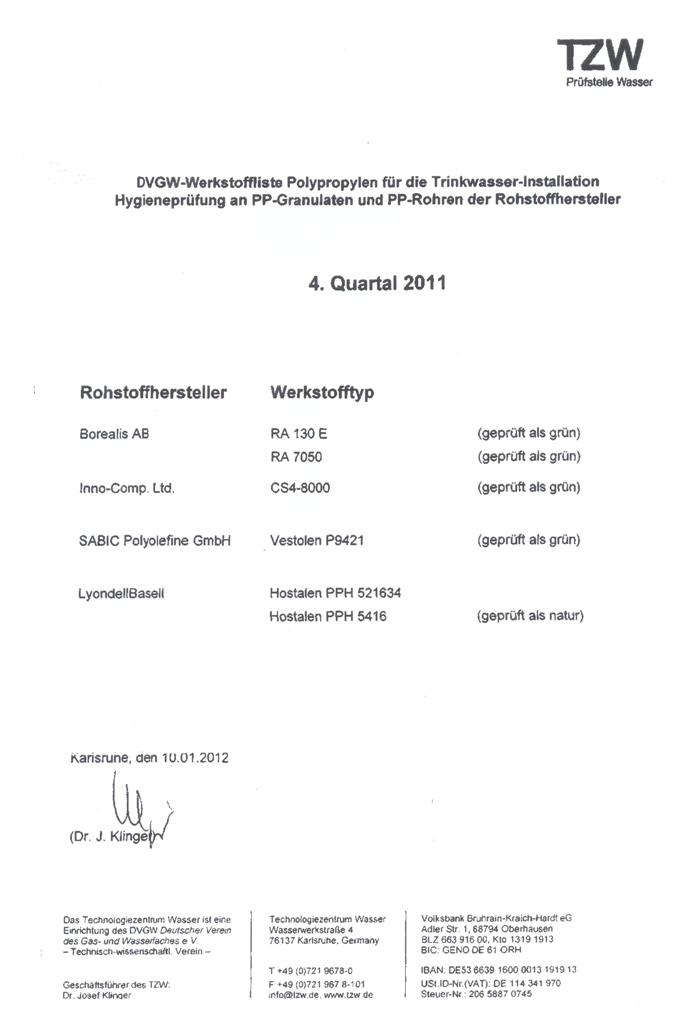 TZW
Prüfstelle Wasser
DVGW-Werkstoffliste Polypropylen für die Trinkwasser-Installation
Hygieneprüfung an PP-Granulaten und PP-Rohren der Rohstoffhersteller
4. Quartal 2011
Rohstoffhersteller Werkstofftyp
Borealis AB RA 130 E (geprüft als grün)
RA 7050 (geprüft als grün)
Inno-Comp. Ltd. CS4-8000 (geprüft als grün)
SABIC Polyolefine GmbH Vestolen P9421 (geprüft als grün)
LyondellBasell Hostalen PPH 521634
Hostalen PPH 5416 (geprüft als natur)
Karlsruhe, den 10.01.2012
(Dr. J. Klinger)
Das Technologiezentrum Wasser ist eine
Einrichtung des DVGW Deutscher Verein
des Gas- und Wasserfaches e V.
– Technisch-wissenschaftl. Verein –
Geschäftsführer des TZW:
Dr. Josef Klinger
Technologiezentrum Wasser
Wasserwerkstraße 4
76137 Karlsruhe, Germany
T +49 (0)721 9678-0
F +49 (0)721 967 8-101
info@tzw.de, www.tzw de
Volksbank Bruhrain-Kraich-Hardt eG
Adler Str. 1, 68794 Oberhausen
BLZ 663 916 00, Kto 1319 1913
BIC: GENO DE 61 ORH
IBAN: DE53 6639 1600 0013 1919 13
USt.ID-Nr.(VAT): DE 114 341 970
Steuer-Nr.: 206 5887 0745